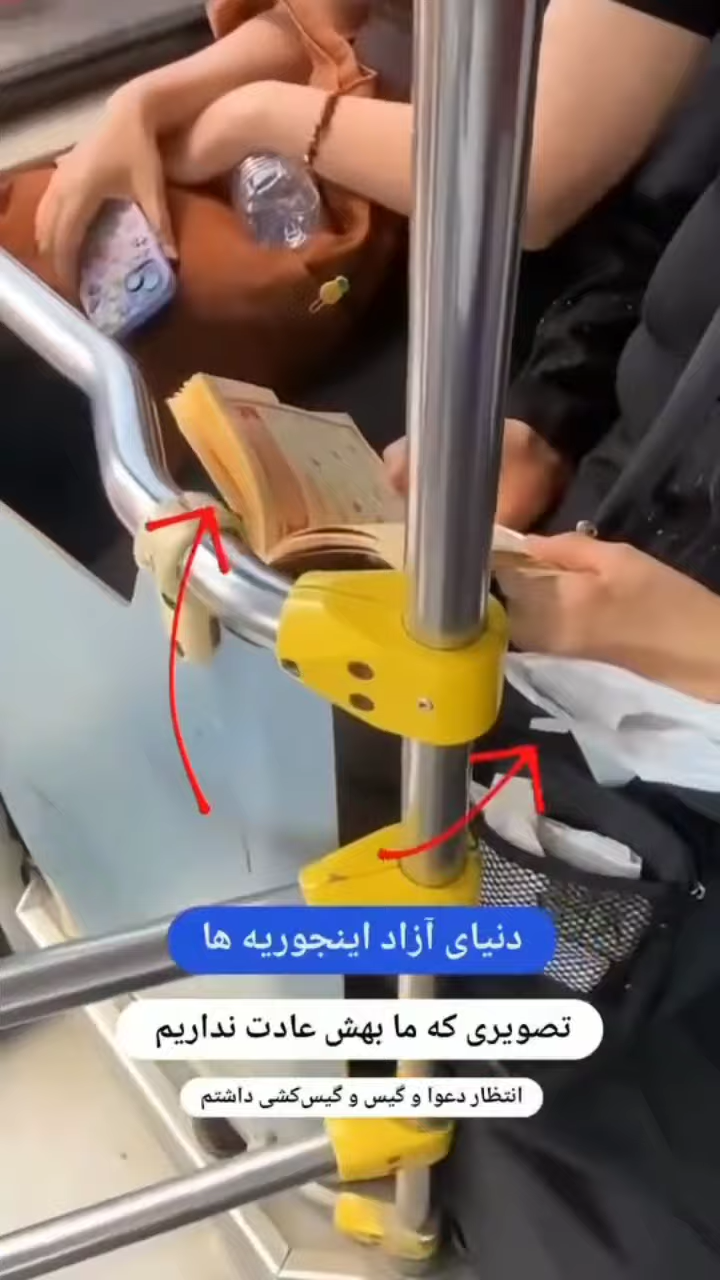 دنیای آزاد اینجوریه ها
تصویری که ما بهش عادت نداریم
انتظار دعوا و گیس و گیس‌کشی داشتم